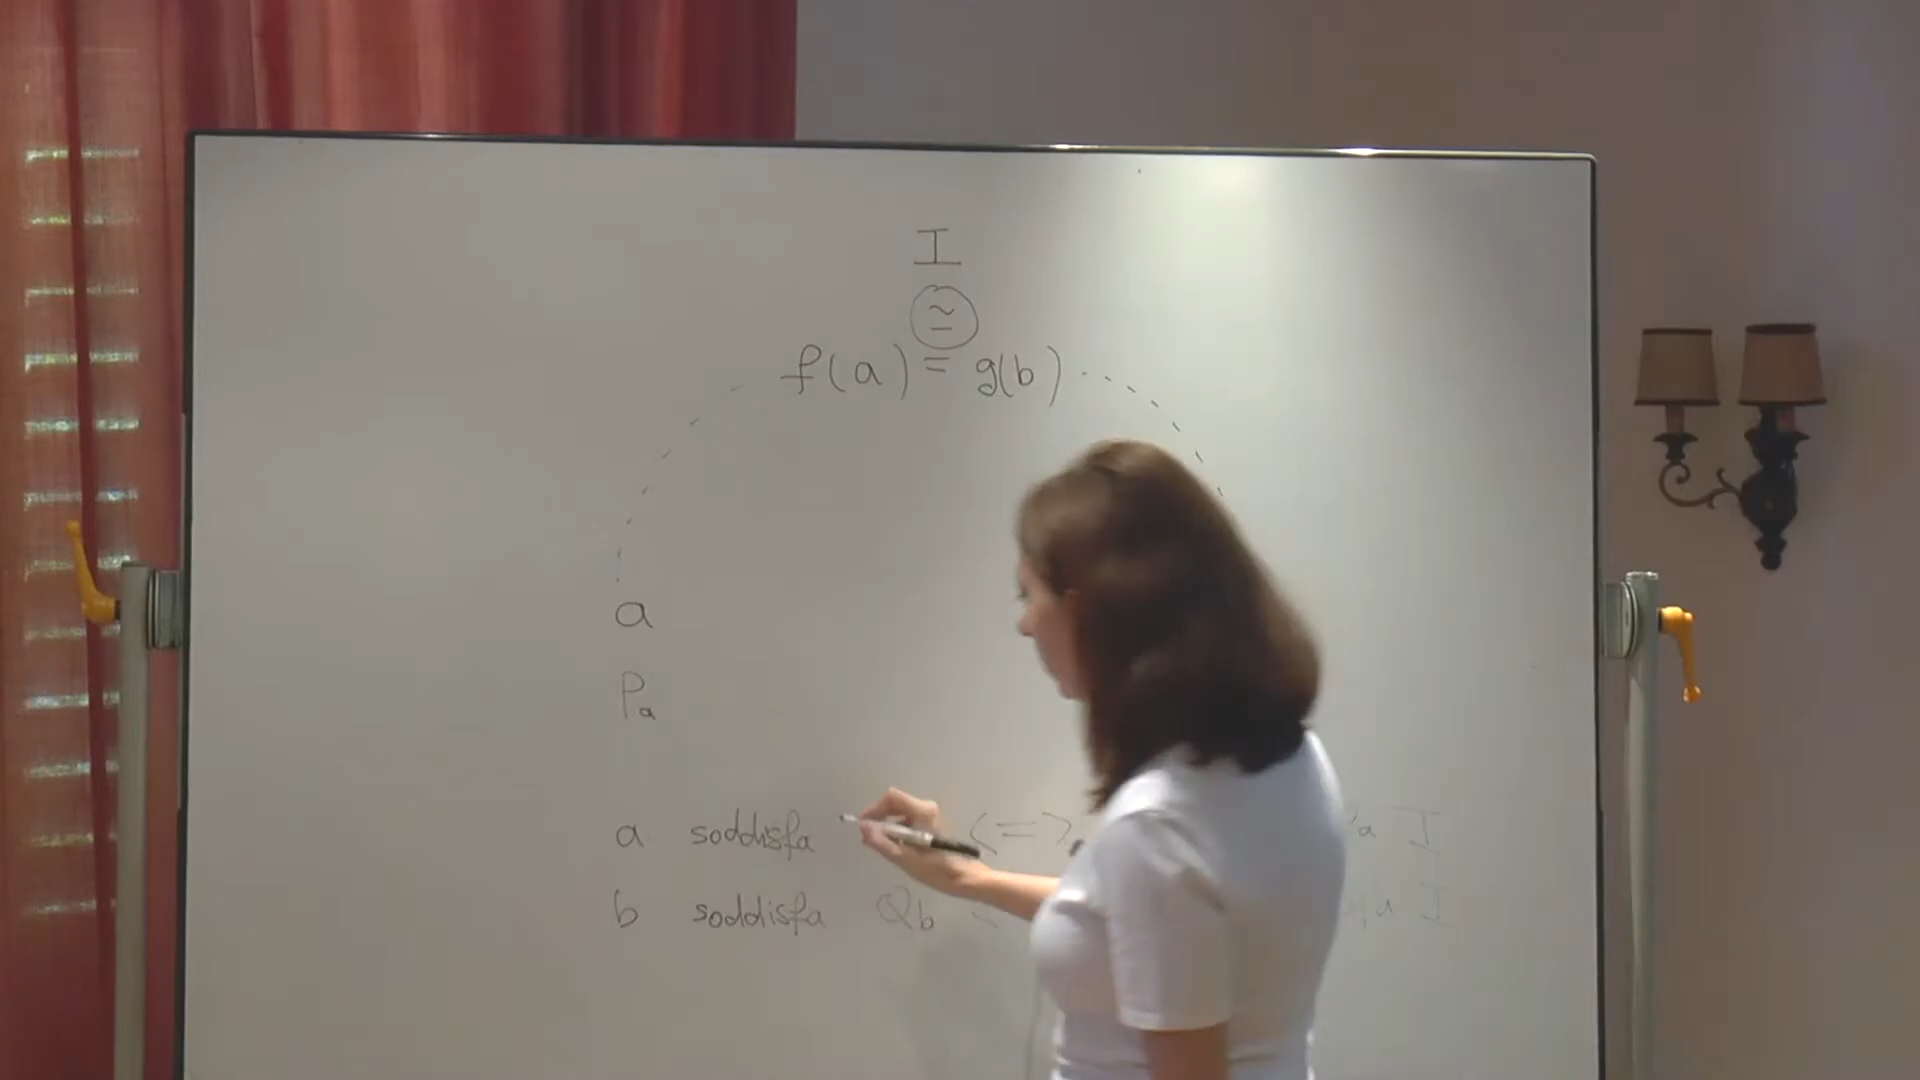 I
≃
f(a) = g(b)
a
Pa
a soddisfa <=> I
b soddisfa Qb I